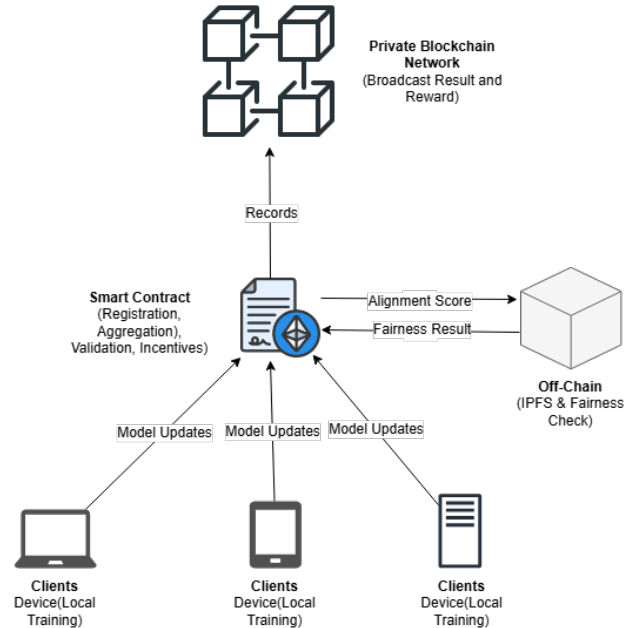 Private Blockchain
Network
(Broadcast Result and
Reward)
Records
Smart Contract
(Registration,
Aggregation),
Validation, Incentives)
Alignment Score
Fairness Result
Off-Chain
(IPFS & Fairness
Check)
Model Updates
Model Updates
Model Updates
Clients
Device(Local
Training)
Clients
Device(Local
Training)
Clients
Device(Local
Training)